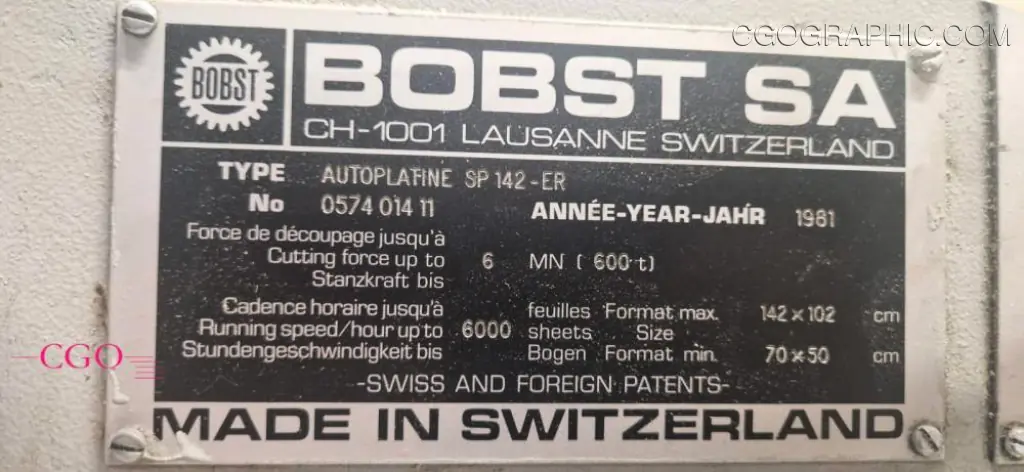 CGOGRAPHIC.COM
BOBST
BOBST SA
CH-1001 LAUSANNE SWITZERLAND
TYPE AUTOPLATINE SP 142-ER
No 0574 014 11 ANNÉE-YEAR-JAHR 1981
Force de découpage jusqu'à
Cutting force up to 6 MN ( 600 t)
Stanzkraft bis
Cadence horaire jusqu'à feuilles Format max. 142 x 102 cm
Running speed/hour up to 6000 sheets Size
Stundengeschwindigkeit bis Bogen Format min. 70 x 50 cm
CGO
-SWISS AND FOREIGN PATENTS-
MADE IN SWITZERLAND